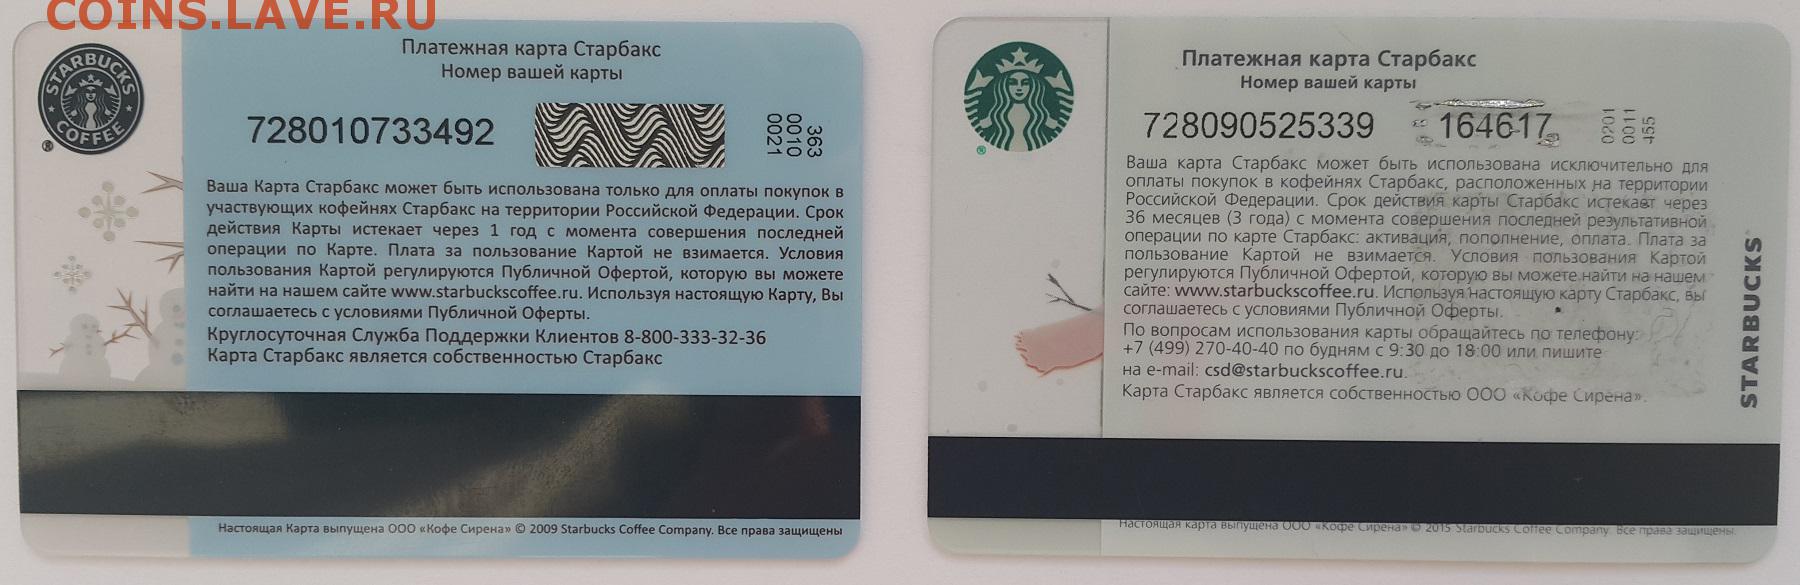 COINS.LAVE.RU
STARBUCKS
COFFEE
®
Платежная карта Старбакс
Номер вашей карты
728010733492
363
0010
0021
Ваша Карта Старбакс может быть использована только для оплаты покупок в
участвующих кофейнях Старбакс на территории Российской Федерации. Срок
действия Карты истекает через 1 год с момента совершения последней
операции по Карте. Плата за пользование Картой не взимается. Условия
пользования Картой регулируются Публичной Офертой, которую вы можете
найти на нашем сайте www.starbuckscoffee.ru. Используя настоящую Карту, Вы
соглашаетесь с условиями Публичной Оферты.
Круглосуточная Служба Поддержки Клиентов 8-800-333-32-36
Карта Старбакс является собственностью Старбакс
Настоящая Карта выпущена ООО «Кофе Сирена» © 2009 Starbucks Coffee Company. Все права защищены
®
Платежная карта Старбакс
Номер вашей карты
728090525339
164617
0201
0011
455
Ваша карта Старбакс может быть использована исключительно для
оплаты покупок в кофейнях Старбакс, расположенных на территории
Российской Федерации. Срок действия карты Старбакс истекает через
36 месяцев (3 года) с момента совершения последней результативной
операции по карте Старбакс: активация, пополнение, оплата. Плата за
пользование Картой не взимается. Условия пользования Картой
регулируются Публичной Офертой, которую вы можете найти на нашем
сайте: www.starbuckscoffee.ru. Используя настоящую карту Старбакс, вы
соглашаетесь с условиями Публичной Оферты.
По вопросам использования карты обращайтесь по телефону:
+7 (499) 270-40-40 по будням с 9:30 до 18:00 или пишите
на e-mail: csd@starbuckscoffee.ru.
Карта Старбакс является собственностью ООО «Кофе Сирена».
STARBUCKS
Настоящая карта выпущена ООО «Кофе Сирена» © 2015 Starbucks Coffee Company. Все права защищены.